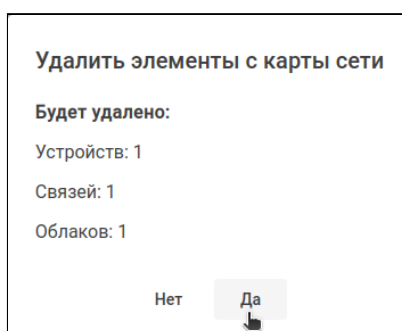 Удалить элементы с карты сети
Будет удалено:
Устройств: 1
Связей: 1
Облаков: 1
Нет Да